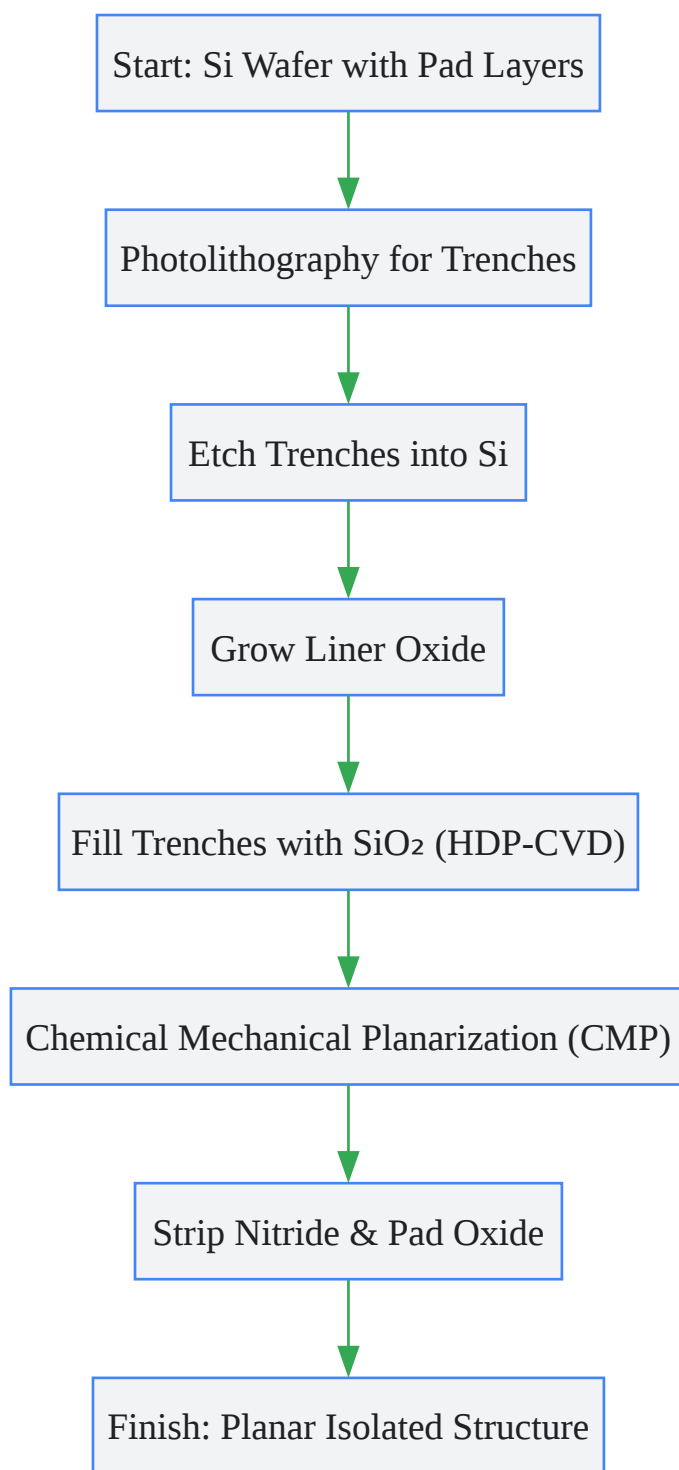 Start: Si Wafer with Pad Layers
Photolithography for Trenches
Etch Trenches into Si
Grow Liner Oxide
Fill Trenches with SiO₂ (HDP-CVD)
Chemical Mechanical Planarization (CMP)
Strip Nitride & Pad Oxide
Finish: Planar Isolated Structure